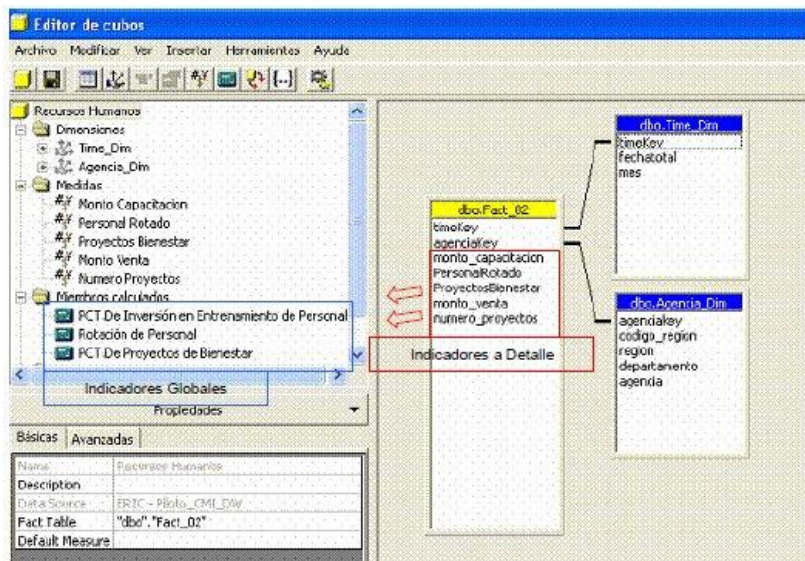 Editor de cubos
Archivo Modificar Ver Insertar Herramientas Ayuda
Recursos Humanos
Dimensiones
Time_Dim
Agencia_Dim
Medidas
Monto Capacitacion
Personal Rotado
Proyectos Bienestar
Monto Venta
Numero Proyectos
Miembros calculados
PCT.De Inversión en Entrenamiento de Personal
Rotación de Personal
PCT.De Proyectos de Bienestar
Indicadores Globales
Propiedades
Básicas Avanzadas
Name Recursos Humanos
Description
Data Source ERIC - Piloto_CMI_DW
Fact Table "dbo"."Fact_02"
Default Measure
dbo.Fact_02
timeKey
agenciaKey
monto_capacitacion
PersonalRotado
ProyectosBienestar
monto_venta
numero_proyectos
Indicadores a Detalle
dbo.Time_Dim
timeKey
fechatotal
mes
dbo.Agencia_Dim
agenciakey
codigo_region
region
departamento
agencia